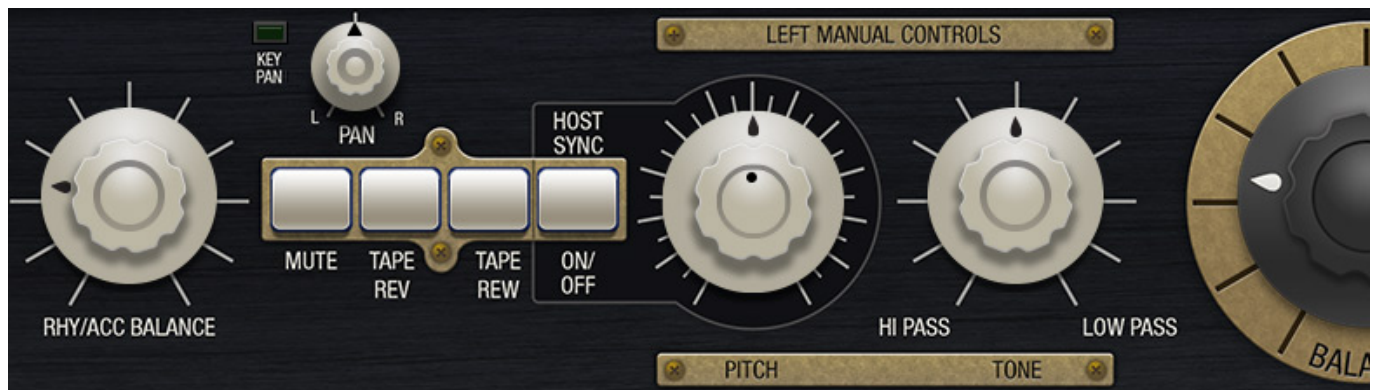 LEFT MANUAL CONTROLS
KEY
PAN
L
R
PAN
HOST
SYNC
MUTE
TAPE
REV
TAPE
REW
ON/
OFF
RHY/ACC BALANCE
HI PASS
LOW PASS
PITCH
TONE